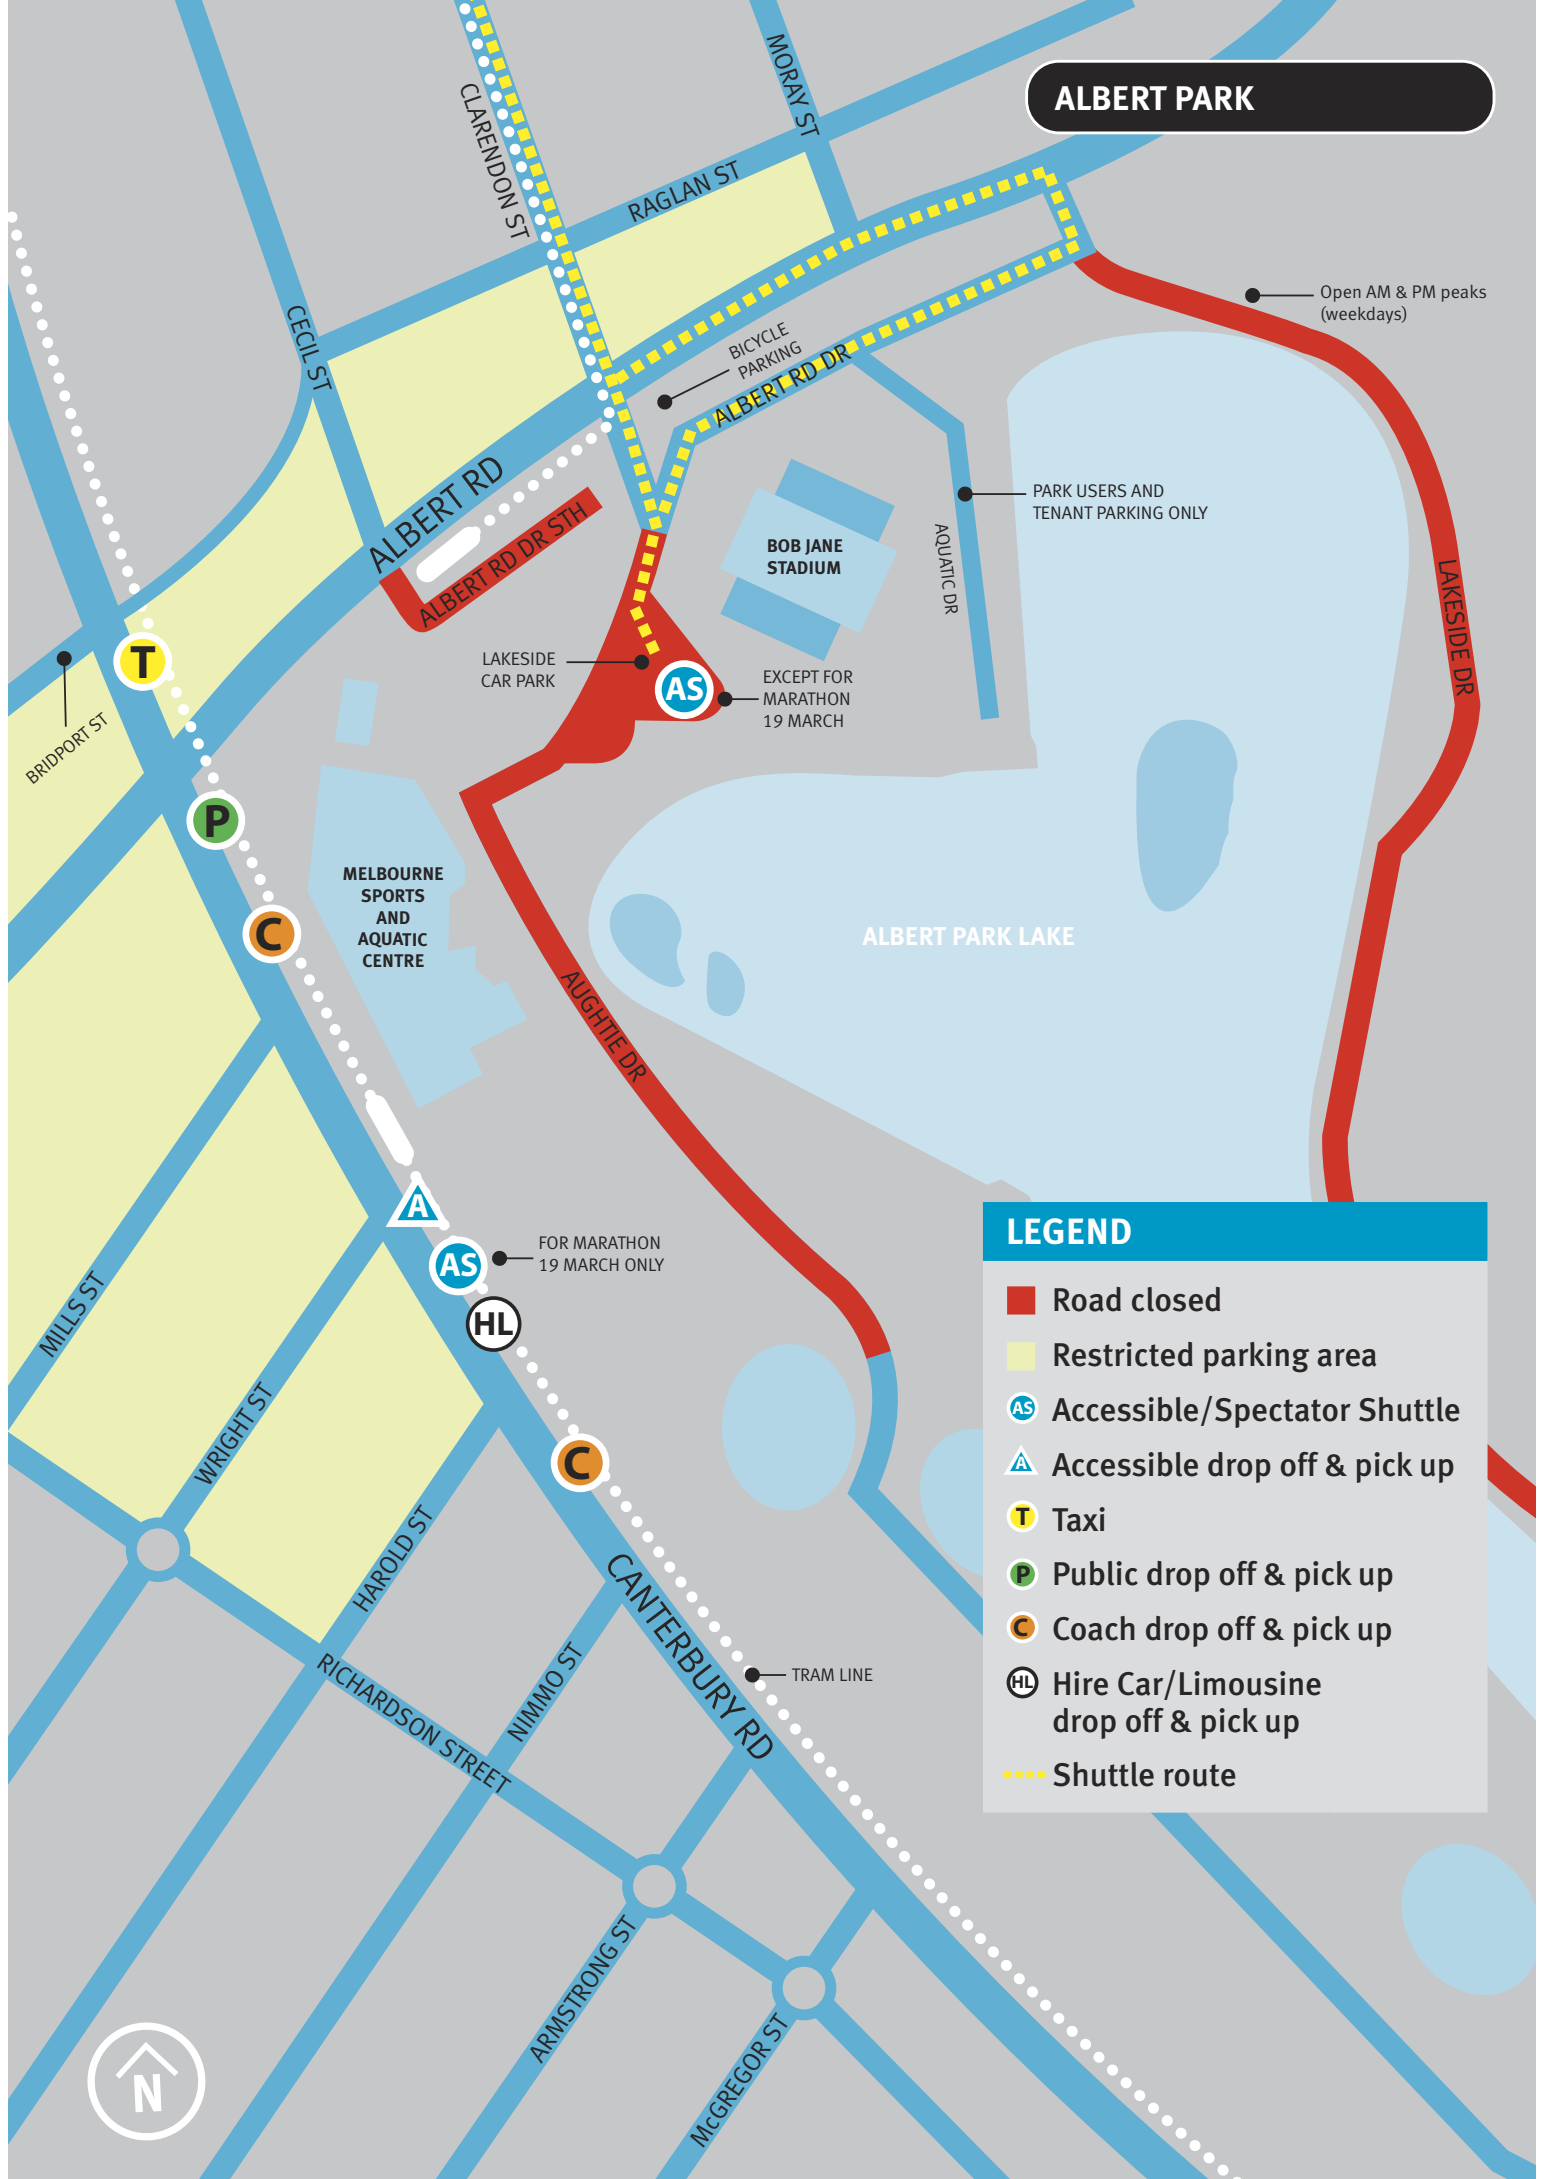 ALBERT PARK
MORAY ST
CLARENDON ST
RAGLAN ST
Open AM & PM peaks
(weekdays)
CECIL ST
BICYCLE
PARKING
ALBERT RD DR
ALBERT RD
PARK USERS AND
TENANT PARKING ONLY
ALBERT RD DR STH
BOB JANE
STADIUM
AQUATIC DR
LAKESIDE DR
T
LAKESIDE
CAR PARK
AS
EXCEPT FOR
MARATHON
19 MARCH
BRIDPORT ST
P
MELBOURNE
SPORTS
AND
AQUATIC
CENTRE
C
ALBERT PARK LAKE
AUGHTIE DR
A
AS
FOR MARATHON
19 MARCH ONLY
HL
MILLS ST
WRIGHT ST
HAROLD ST
C
CANTERBURY RD
NIMMO ST
RICHARDSON STREET
TRAM LINE
ARMSTRONG ST
McGREGOR ST
N
LEGEND
Road closed
Restricted parking area
AS Accessible/Spectator Shuttle
A Accessible drop off & pick up
T Taxi
P Public drop off & pick up
C Coach drop off & pick up
HL Hire Car/Limousine
drop off & pick up
Shuttle route